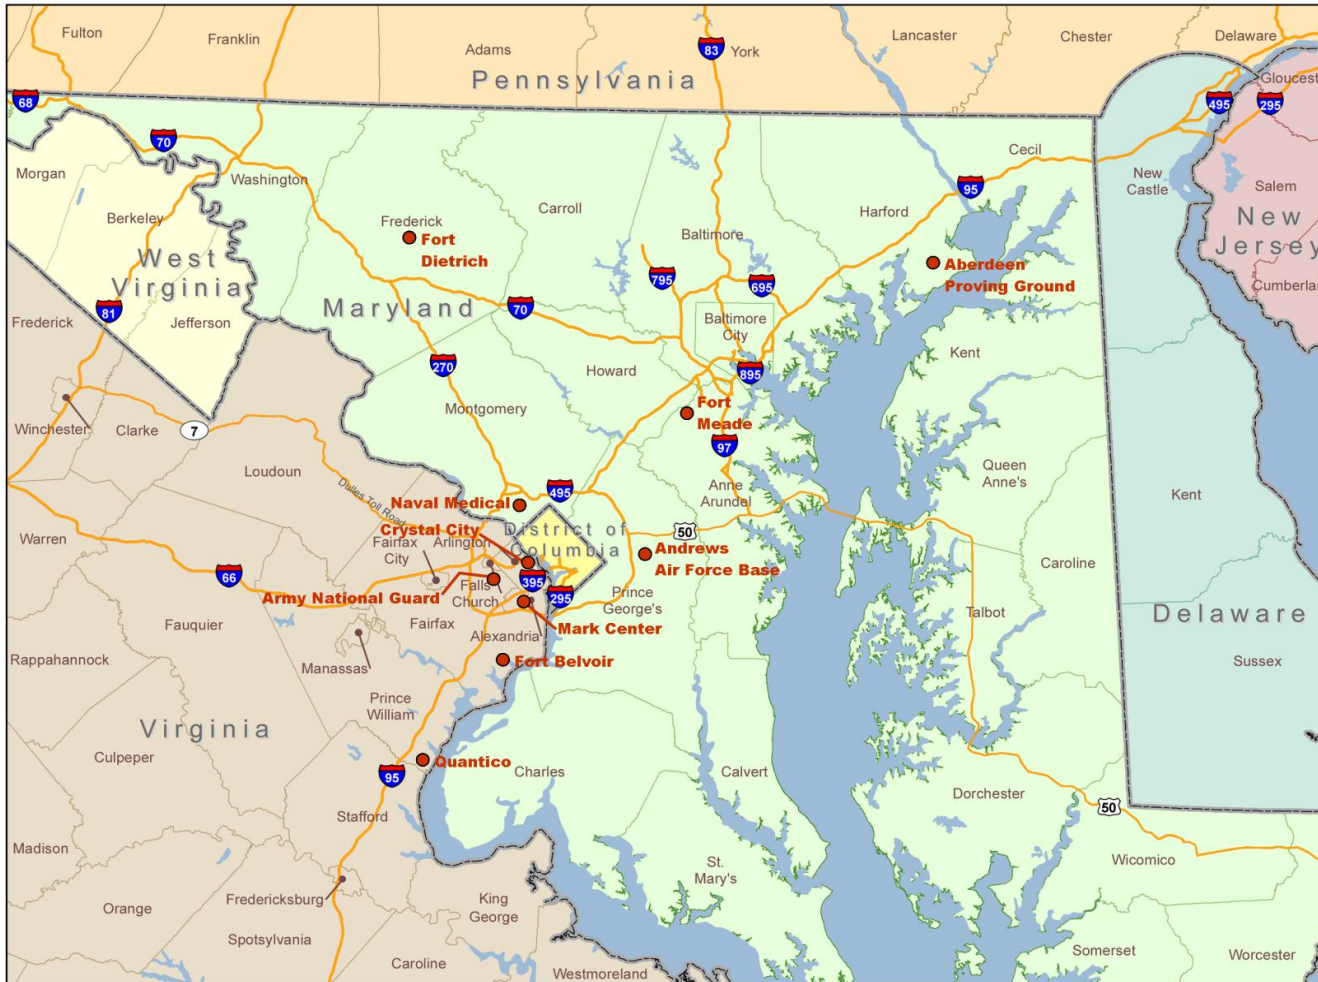 Fulton
Franklin
Adams
83
York
Lancaster
Chester
Delaware
Pennsylvania
Gloucest
68
495
295
70
Morgan
Washington
Cecil
New
Castle
95
Salem
Berkeley
Frederick
Carroll
Harford
New
Jersey
Baltimore
Fort
Dietrich
West
Virginia
Aberdeen
Proving Ground
795
695
Cumberlan
Maryland
70
81
Frederick
Jefferson
Baltimore
City
Kent
270
Howard
895
Montgomery
Fort
Meade
Winchester
Clarke
7
97
Loudoun
Queen
Anne's
Anne
Arundel
Kent
Dulles Toll Road
495
Naval Medical
Crystal City
District of
Columbia
50
Warren
Fairfax
City
Arlington
Andrews
Air Force Base
Caroline
66
395
295
Army National Guard
Falls
Church
Prince
George's
Talbot
Delaware
Fauquier
Fairfax
Mark Center
Alexandria
Rappahannock
Manassas
Fort Belvoir
Sussex
Prince
William
Virginia
Culpeper
Quantico
95
Charles
Calvert
Dorchester
50
Stafford
Madison
St.
Mary's
Wicomico
Fredericksburg
King
George
Orange
Spotsylvania
Caroline
Westmoreland
Somerset
Worcester